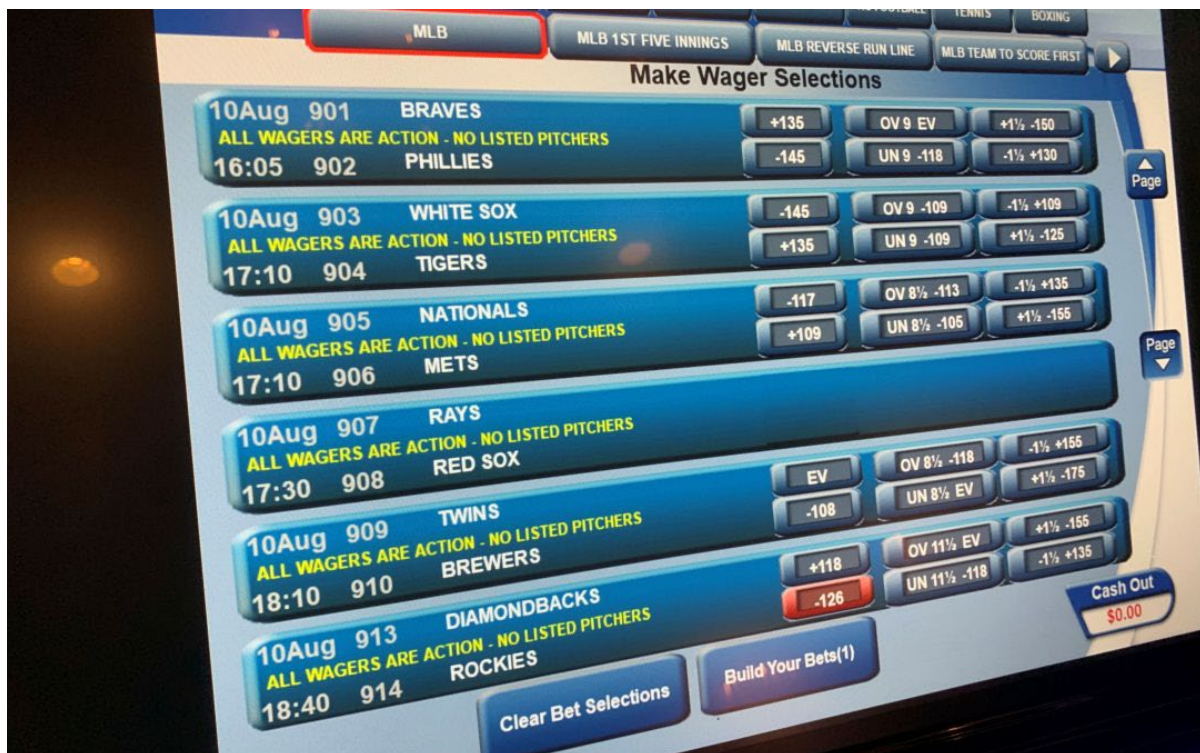 TENNIS
BOXING
MLB
MLB 1ST FIVE INNINGS
MLB REVERSE RUN LINE
MLB TEAM TO SCORE FIRST
Make Wager Selections
10Aug 901 BRAVES +135 OV 9 EV +1½ -150
ALL WAGERS ARE ACTION - NO LISTED PITCHERS
16:05 902 PHILLIES -145 UN 9 -118 -1½ +130
Page
10Aug 903 WHITE SOX -145 OV 9 -109 -1½ +109
ALL WAGERS ARE ACTION - NO LISTED PITCHERS
17:10 904 TIGERS +135 UN 9 -109 +1½ -125
10Aug 905 NATIONALS -117 OV 8½ -113 -1½ +135
ALL WAGERS ARE ACTION - NO LISTED PITCHERS
17:10 906 METS +109 UN 8½ -105 +1½ -155
Page
10Aug 907 RAYS
ALL WAGERS ARE ACTION - NO LISTED PITCHERS
17:30 908 RED SOX
10Aug 909 TWINS EV OV 8½ -118 -1½ +155
ALL WAGERS ARE ACTION - NO LISTED PITCHERS
18:10 910 BREWERS -108 UN 8½ EV +1½ -175
10Aug 913 DIAMONDBACKS +118 OV 11½ EV +1½ -155
ALL WAGERS ARE ACTION - NO LISTED PITCHERS
18:40 914 ROCKIES -126 UN 11½ -118 -1½ +135
Cash Out
$0.00
Clear Bet Selections
Build Your Bets(1)